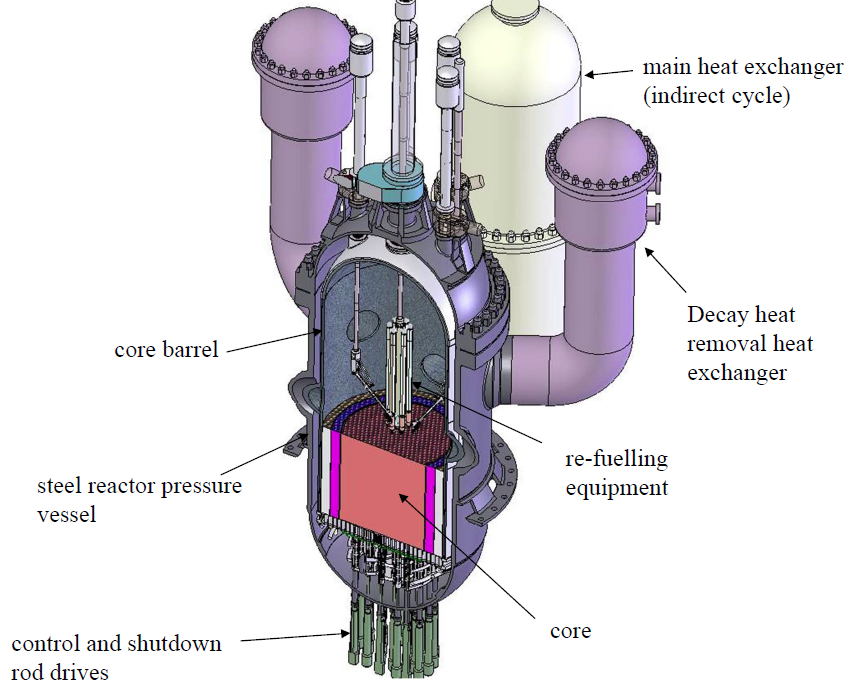 main heat exchanger
(indirect cycle)
Decay heat
removal heat
exchanger
core barrel
re-fuelling
equipment
steel reactor pressure
vessel
core
control and shutdown
rod drives